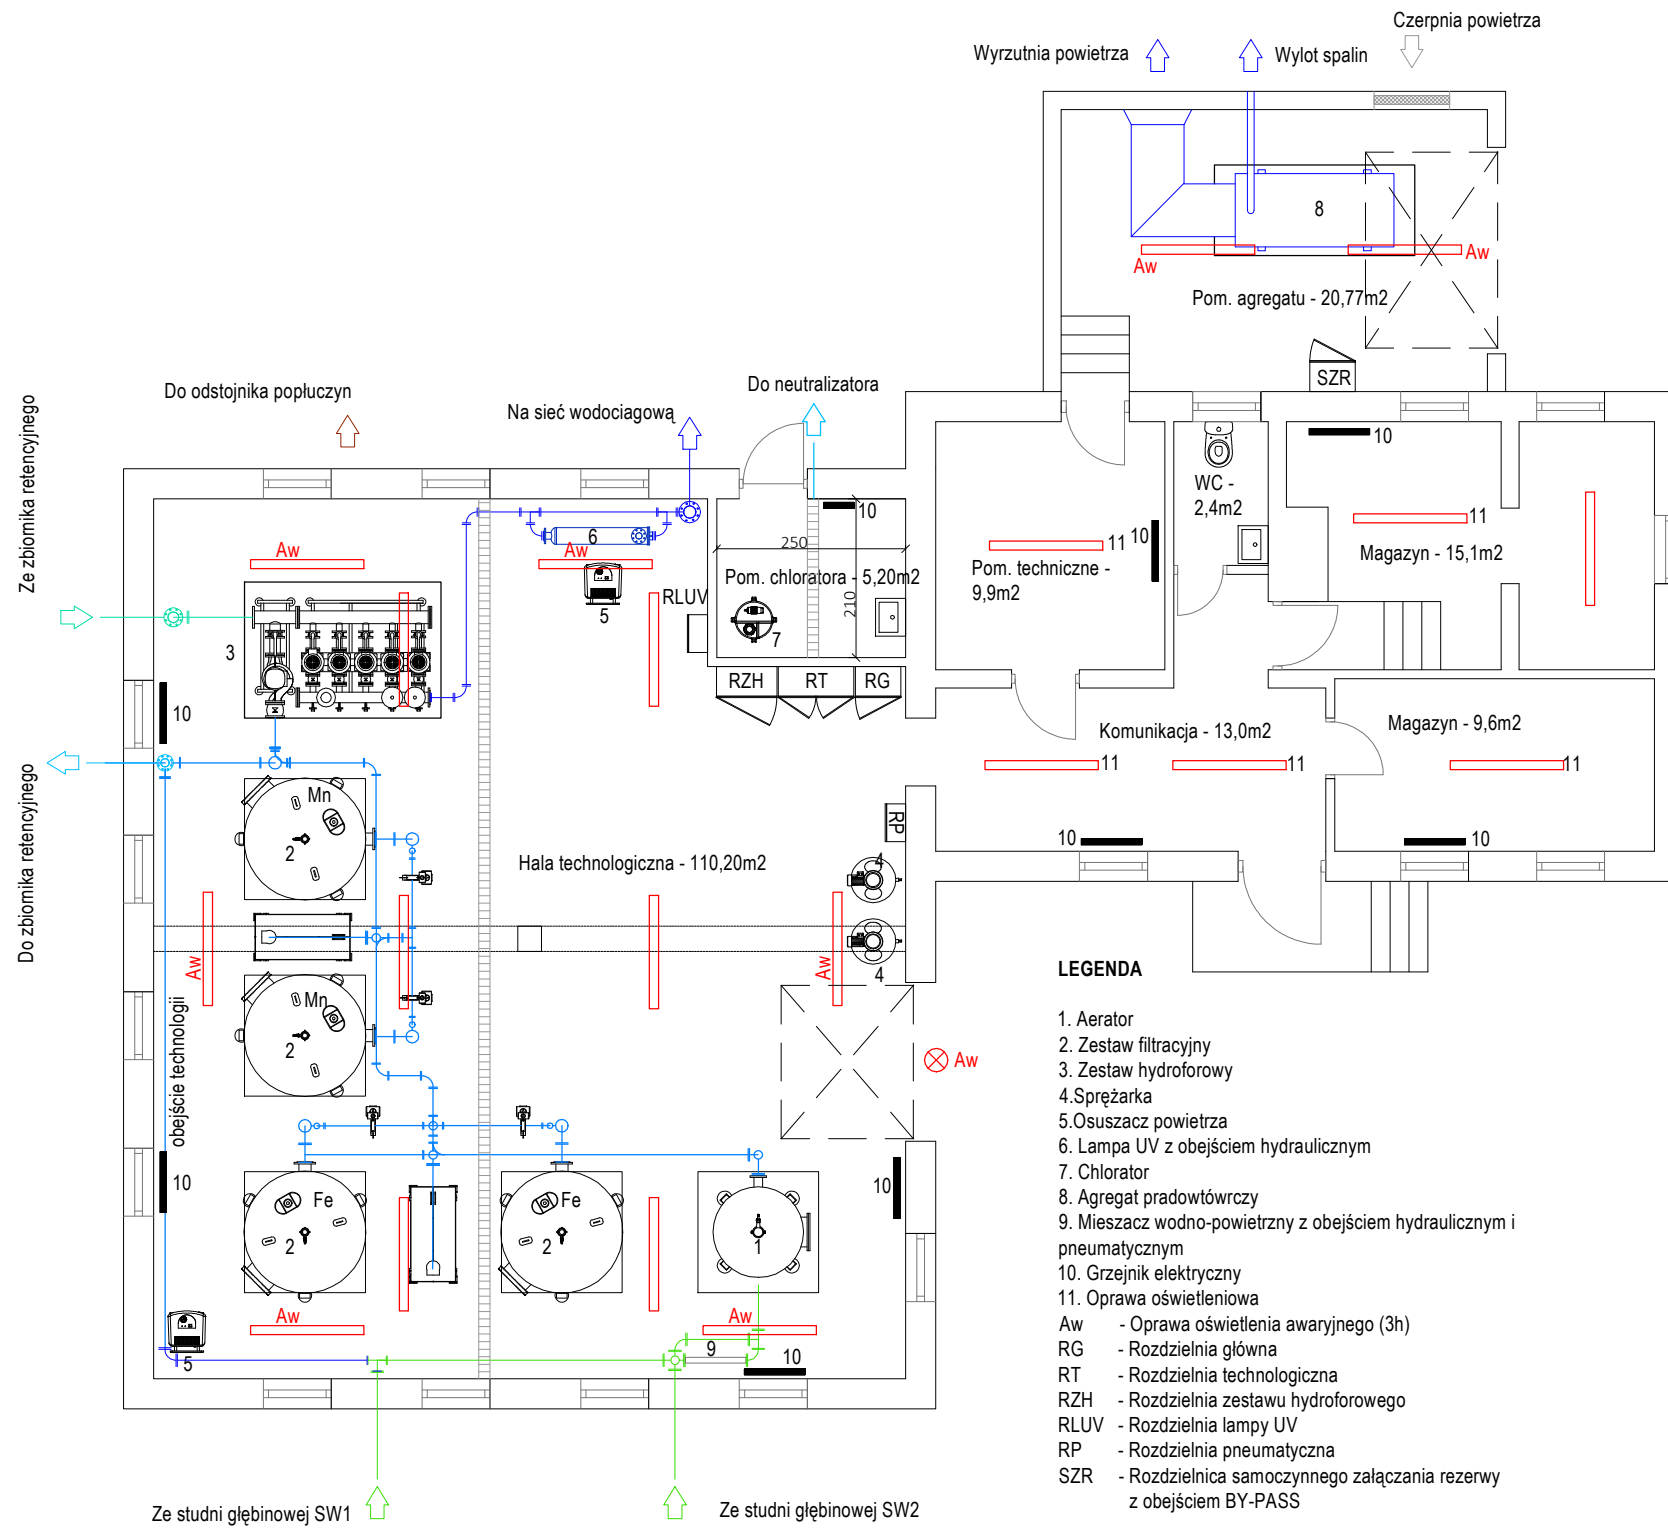 Czerpnia powietrza
Wyrzutnia powietrza
Wylot spalin
8
Aw
Aw
Pom. agregatu - 20,77m2
SZR
Do odstojnika popłuczyn
Na sieć wodociagową
Do neutralizatora
Ze zbiornika retencyjnego
10
WC -
2,4m2
10
11
Magazyn - 15,1m2
11
10
Pom. techniczne -
9,9m2
250
210
Pom. chloratora - 5,20m2
7
6
Aw
Aw
5
RLUV
3
RZH
RT
RG
10
Komunikacja - 13,0m2
11
11
Magazyn - 9,6m2
11
10
10
Do zbiornika retencyjnego
Mn
2
Hala technologiczna - 110,20m2
RP
4
4
Aw
Aw
Mn
2
obejście technologii
Aw
10
Fe
2
Fe
2
1
10
Aw
Aw
5
9
10
Ze studni głębinowej SW1
Ze studni głębinowej SW2
LEGENDA
1. Aerator
2. Zestaw filtracyjny
3. Zestaw hydroforowy
4.Sprężarka
5.Osuszacz powietrza
6. Lampa UV z obejściem hydraulicznym
7. Chlorator
8. Agregat pradowtówrczy
9. Mieszacz wodno-powietrzny z obejściem hydraulicznym i
pneumatycznym
10. Grzejnik elektryczny
11. Oprawa oświetleniowa
Aw - Oprawa oświetlenia awaryjnego (3h)
RG - Rozdzielnia główna
RT - Rozdzielnia technologiczna
RZH - Rozdzielnia zestawu hydroforowego
RLUV - Rozdzielnia lampy UV
RP - Rozdzielnia pneumatyczna
SZR - Rozdzielnica samoczynnego załączania rezerwy
z obejściem BY-PASS